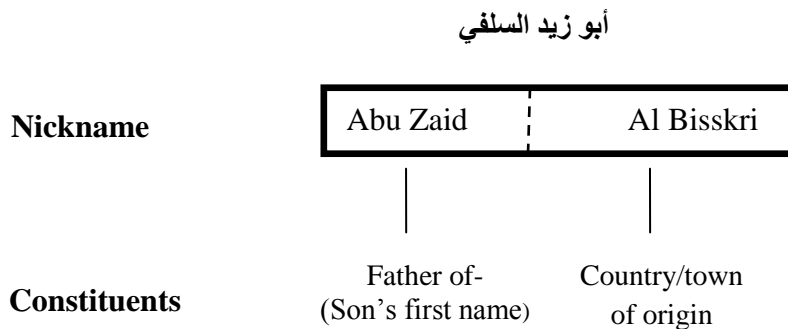 أبو زيد السلفي
Nickname Abu Zaid Al Bisskri
Father of- Country/town
Constituents (Son's first name) of origin